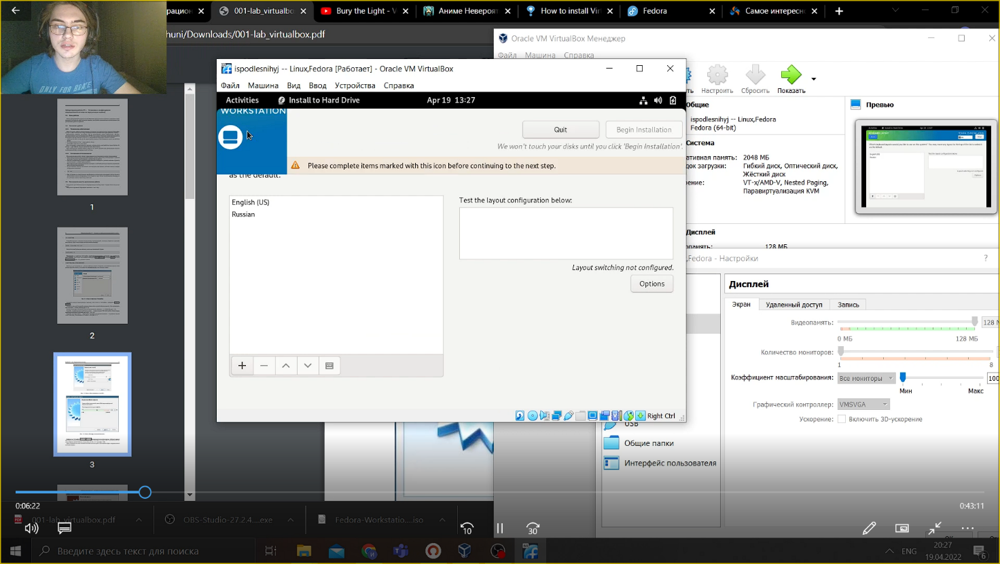 рацион
001-lab_virtualbo
Bury the Light - V
Аниме Невероят
How to install Vir
Fedora
Самое интересн
huni/Downloads/001-lab_virtualbox.pdf
ONLY FOR BRAVE
1
2
3
Oracle VM VirtualBox Менеджер
Файл Машина Справка
Настроить
Сбросить
Показать
ispodlesnihyj -- Linux,Fedora [Работает] - Oracle VM VirtualBox
Файл Машина Вид Ввод Устройства Справка
Activities
Install to Hard Drive
Apr 19 13:27
WORKSTATION
Quit
Begin Installation
We won't touch your disks until you click 'Begin Installation'.
Please complete items marked with this icon before continuing to the next step.
as the default.
English (US)
Russian
Test the layout configuration below:
Layout switching not configured.
Options
Right Ctrl
Общие
ispodlesnihyj -- Linux,Fedora
Fedora (64-bit)
Система
ативная память: 2048 МБ
док загрузки: Гибкий диск, Оптический диск,
Жёсткий диск
рение: VT-x/AMD-V, Nested Paging,
Паравиртуализация KVM
Превью
Дисплей
память: 128 МБ
,Fedora - Настройки
?
Дисплей
Экран
Удаленный доступ
Запись
Видеопамять:
128
0 МБ
128 МБ
Количество мониторов:
1
8
Коэффициент масштабирования:
Все мониторы
100
Мин
Макс
Графический контроллер:
VMSVGA
Ускорение:
Включить 3D-ускорение
USB
Общие папки
Интерфейс пользователя
0:06:22
0:43:11
001-lab_virtualbox.pdf
OBS-Studio-27.2.4....exe
Fedora-Workstatio....iso
10
30
Введите здесь текст для поиска
ENG
20:27
19.04.2022
6